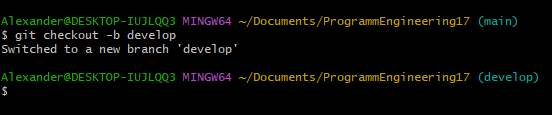 Alexander@DESKTOP-IUJLQQ3 MINGW64 ~/Documents/ProgrammEngineering17 (main)
$ git checkout -b develop
Switched to a new branch 'develop'
Alexander@DESKTOP-IUJLQQ3 MINGW64 ~/Documents/ProgrammEngineering17 (develop)
$